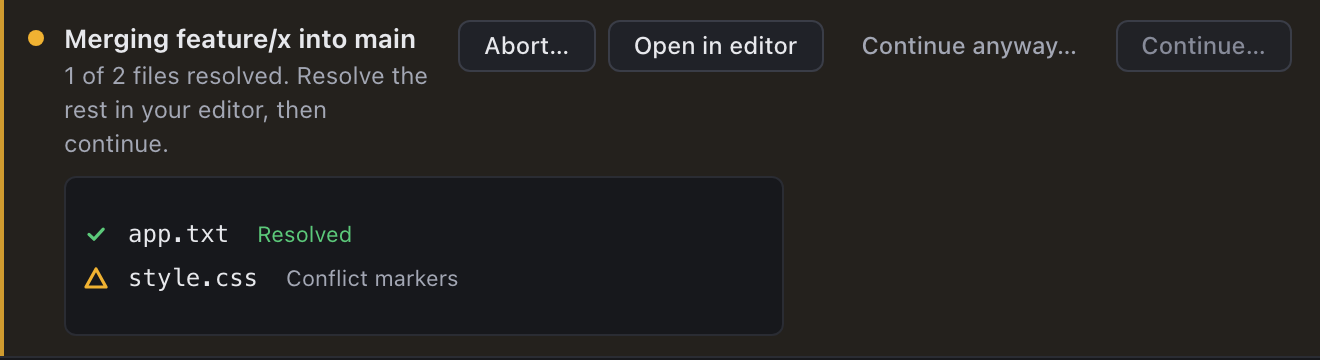 Merging feature/x into main
1 of 2 files resolved. Resolve the
rest in your editor, then
continue.
Abort...
Open in editor
Continue anyway...
Continue...
app.txt Resolved
style.css Conflict markers